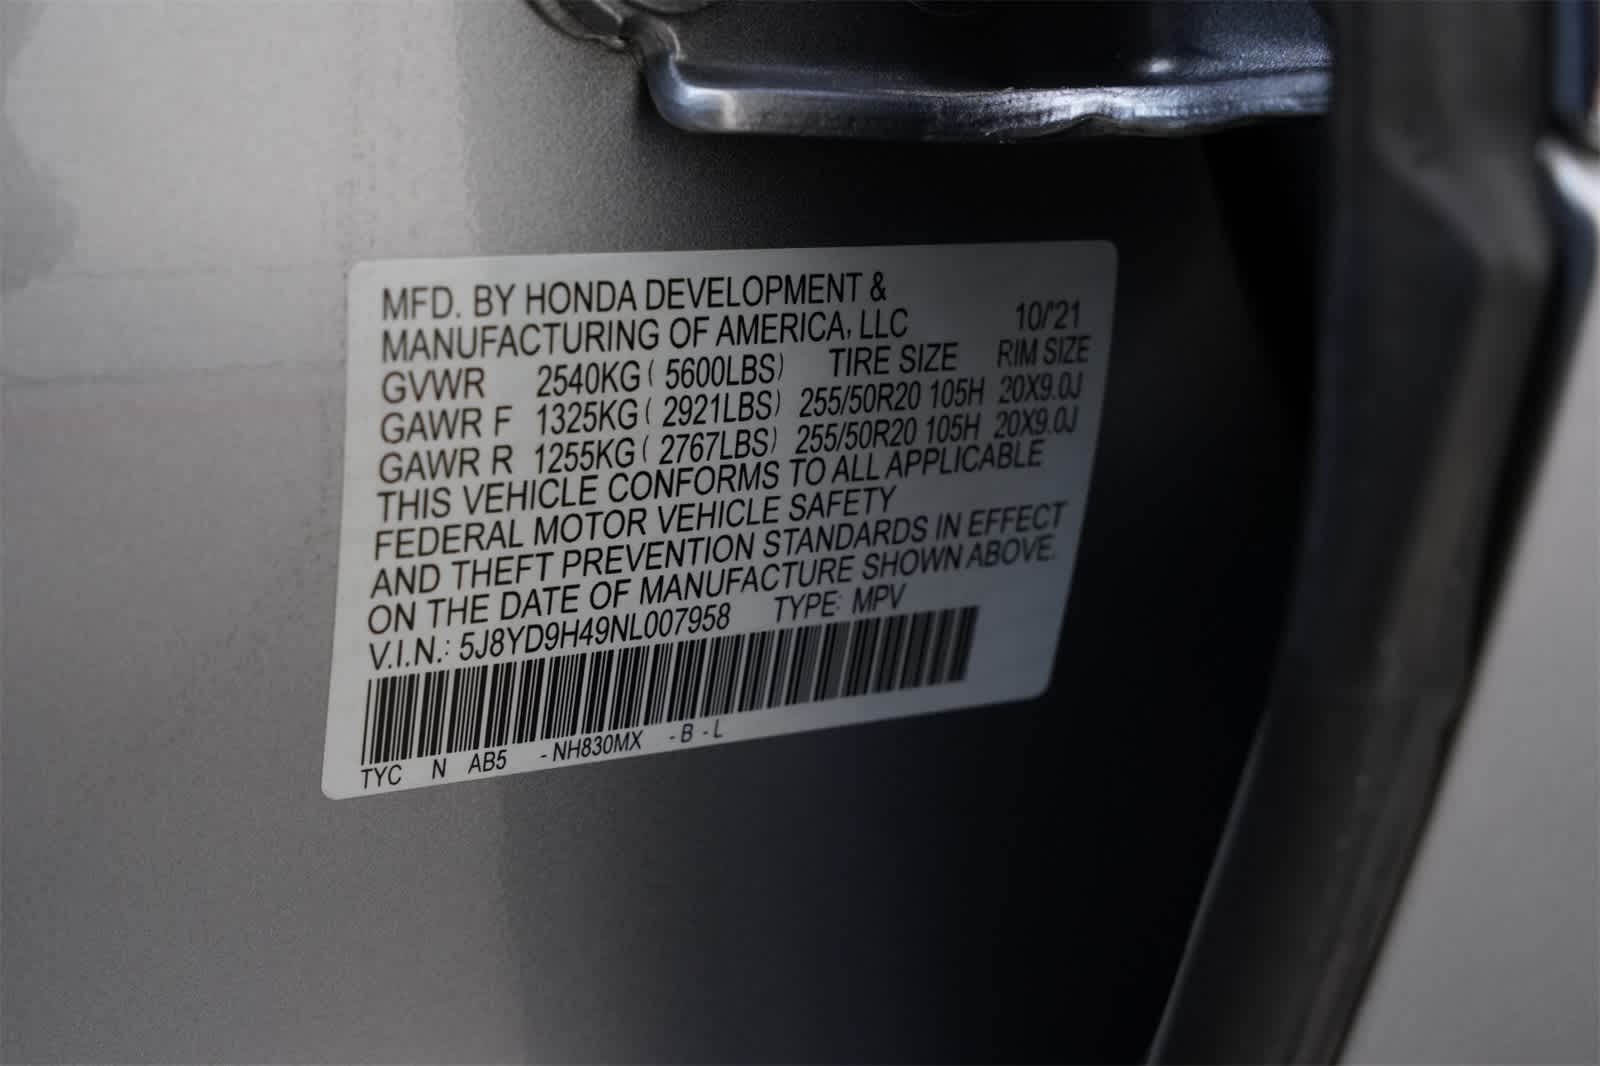 MFD. BY HONDA DEVELOPMENT &
MANUFACTURING OF AMERICA, LLC 10/'21
GVWR 2540KG ( 5600LBS) TIRE SIZE RIM SIZE
GAWR F 1325KG ( 2921LBS) 255/50R20 105H 20X9.0J
GAWR R 1255KG ( 2767LBS) 255/50R20 105H 20X9.0J
THIS VEHICLE CONFORMS TO ALL APPLICABLE
FEDERAL MOTOR VEHICLE SAFETY
AND THEFT PREVENTION STANDARDS IN EFFECT
ON THE DATE OF MANUFACTURE SHOWN ABOVE.
V.I.N.: 5J8YD9H49NL007958 TYPE: MPV
TYC N AB5 - NH830MX - B - L